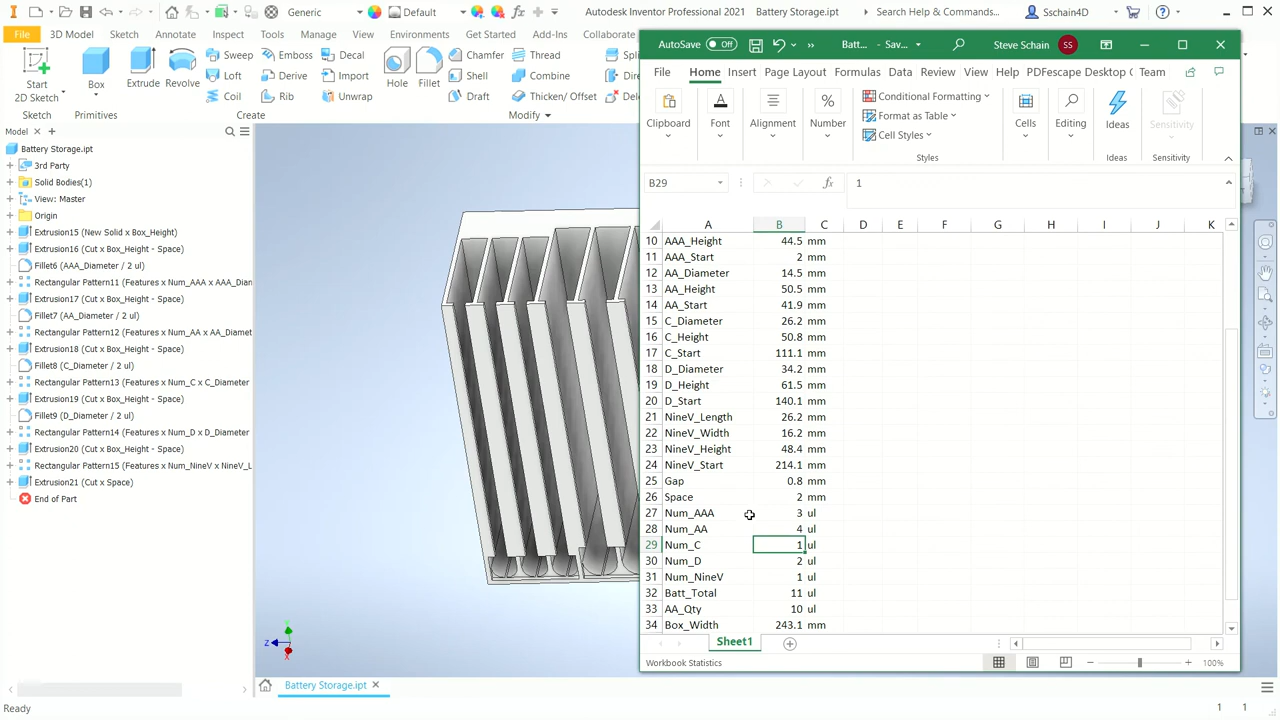 Generic
Default
Autodesk Inventor Professional 2021 Battery Storage.ipt
Search Help & Commands...
Sschain4D
File
3D Model
Sketch
Annotate
Inspect
Tools
Manage
View
Environments
Get Started
Add-Ins
Collaborate
Start
2D Sketch
Sketch
Box
Primitives
Extrude
Revolve
Sweep
Loft
Coil
Emboss
Derive
Rib
Decal
Import
Unwrap
Create
Hole
Fillet
Chamfer
Shell
Draft
Thread
Combine
Thicken/ Offset
Modify
Model
Battery Storage.ipt
3rd Party
Solid Bodies(1)
View: Master
Origin
Extrusion15 (New Solid x Box_Height)
Extrusion16 (Cut x Box_Height - Space)
Fillet6 (AAA_Diameter / 2 ul)
Rectangular Pattern11 (Features x Num_AAA x AAA_Dian
Extrusion17 (Cut x Box_Height - Space)
Fillet7 (AA_Diameter / 2 ul)
Rectangular Pattern12 (Features x Num_AA x AA_Diamet
Extrusion18 (Cut x Box_Height - Space)
Fillet8 (C_Diameter / 2 ul)
Rectangular Pattern13 (Features x Num_C x C_Diameter
Extrusion19 (Cut x Box_Height - Space)
Fillet9 (D_Diameter / 2 ul)
Rectangular Pattern14 (Features x Num_D x D_Diameter
Extrusion20 (Cut x Box_Height - Space)
Rectangular Pattern15 (Features x Num_NineV x NineV_L
Extrusion21 (Cut x Space)
End of Part
Z
Y
X
Battery Storage.ipt
Ready
1 1
AutoSave Off
Batt... - Sav...
Steve Schain SS
File Home Insert Page Layout Formulas Data Review View Help PDFescape Desktop C Team
Clipboard
Font
Alignment
Number
Conditional Formatting
Format as Table
Cell Styles
Styles
Cells
Editing
Ideas
Ideas
Sensitivity
Sensitivity
B29 fx 1
A B C D E F G H I J K
10 AAA_Height 44.5 mm
11 AAA_Start 2 mm
12 AA_Diameter 14.5 mm
13 AA_Height 50.5 mm
14 AA_Start 41.9 mm
15 C_Diameter 26.2 mm
16 C_Height 50.8 mm
17 C_Start 111.1 mm
18 D_Diameter 34.2 mm
19 D_Height 61.5 mm
20 D_Start 140.1 mm
21 NineV_Length 26.2 mm
22 NineV_Width 16.2 mm
23 NineV_Height 48.4 mm
24 NineV_Start 214.1 mm
25 Gap 0.8 mm
26 Space 2 mm
27 Num_AAA 3 ul
28 Num_AA 4 ul
29 Num_C 1 ul
30 Num_D 2 ul
31 Num_NineV 1 ul
32 Batt_Total 11 ul
33 AA_Qty 10 ul
34 Box_Width 243.1 mm
Sheet1
Workbook Statistics
100%